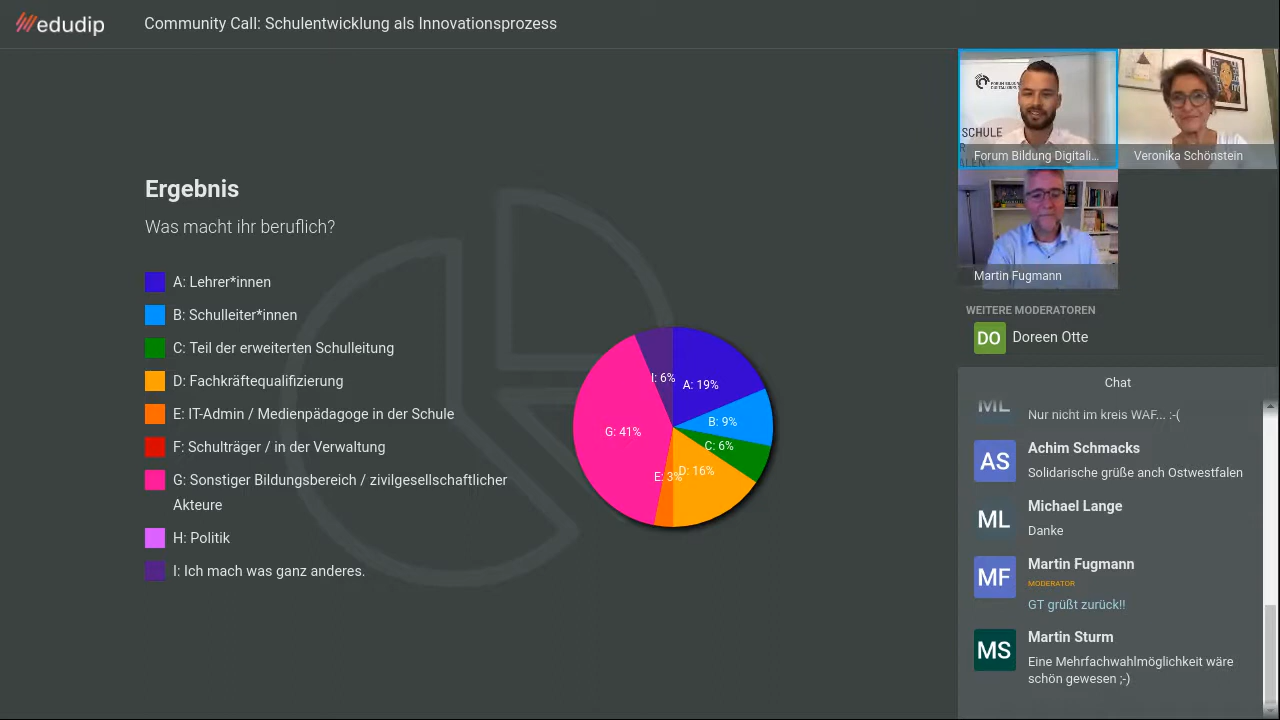 edudip
Community Call: Schulentwicklung als Innovationsprozess
Ergebnis
Was macht ihr beruflich?
A: Lehrer*innen
B: Schulleiter*innen
C: Teil der erweiterten Schulleitung
D: Fachkräftequalifizierung
E: IT-Admin / Medienpädagoge in der Schule
F: Schulträger / in der Verwaltung
G: Sonstiger Bildungsbereich / zivilgesellschaftlicher
Akteure
H: Politik
I: Ich mach was ganz anderes.
I: 6%
A: 19%
B: 9%
G: 41%
C: 6%
D: 16%
E: 3%
SCHULE
Forum Bildung Digitali...
Veronika Schönstein
Martin Fugmann
WEITERE MODERATOREN
DO
Doreen Otte
Chat
ML
Nur nicht im kreis WAF... :-(
AS
Achim Schmacks
Solidarische grüße anch Ostwestfalen
ML
Michael Lange
Danke
MF
Martin Fugmann
MODERATOR
GT grüßt zurück!!
MS
Martin Sturm
Eine Mehrfachwahlmöglichkeit wäre
schön gewesen ;-)